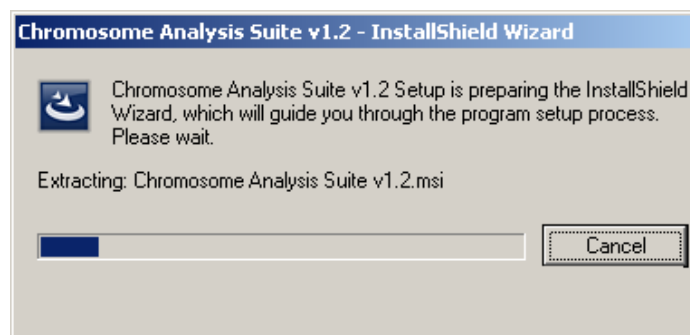 Chromosome Analysis Suite v1.2 - InstallShield Wizard
Chromosome Analysis Suite v1.2 Setup is preparing the InstallShield
Wizard, which will guide you through the program setup process.
Please wait.
Extracting: Chromosome Analysis Suite v1.2.msi
Cancel